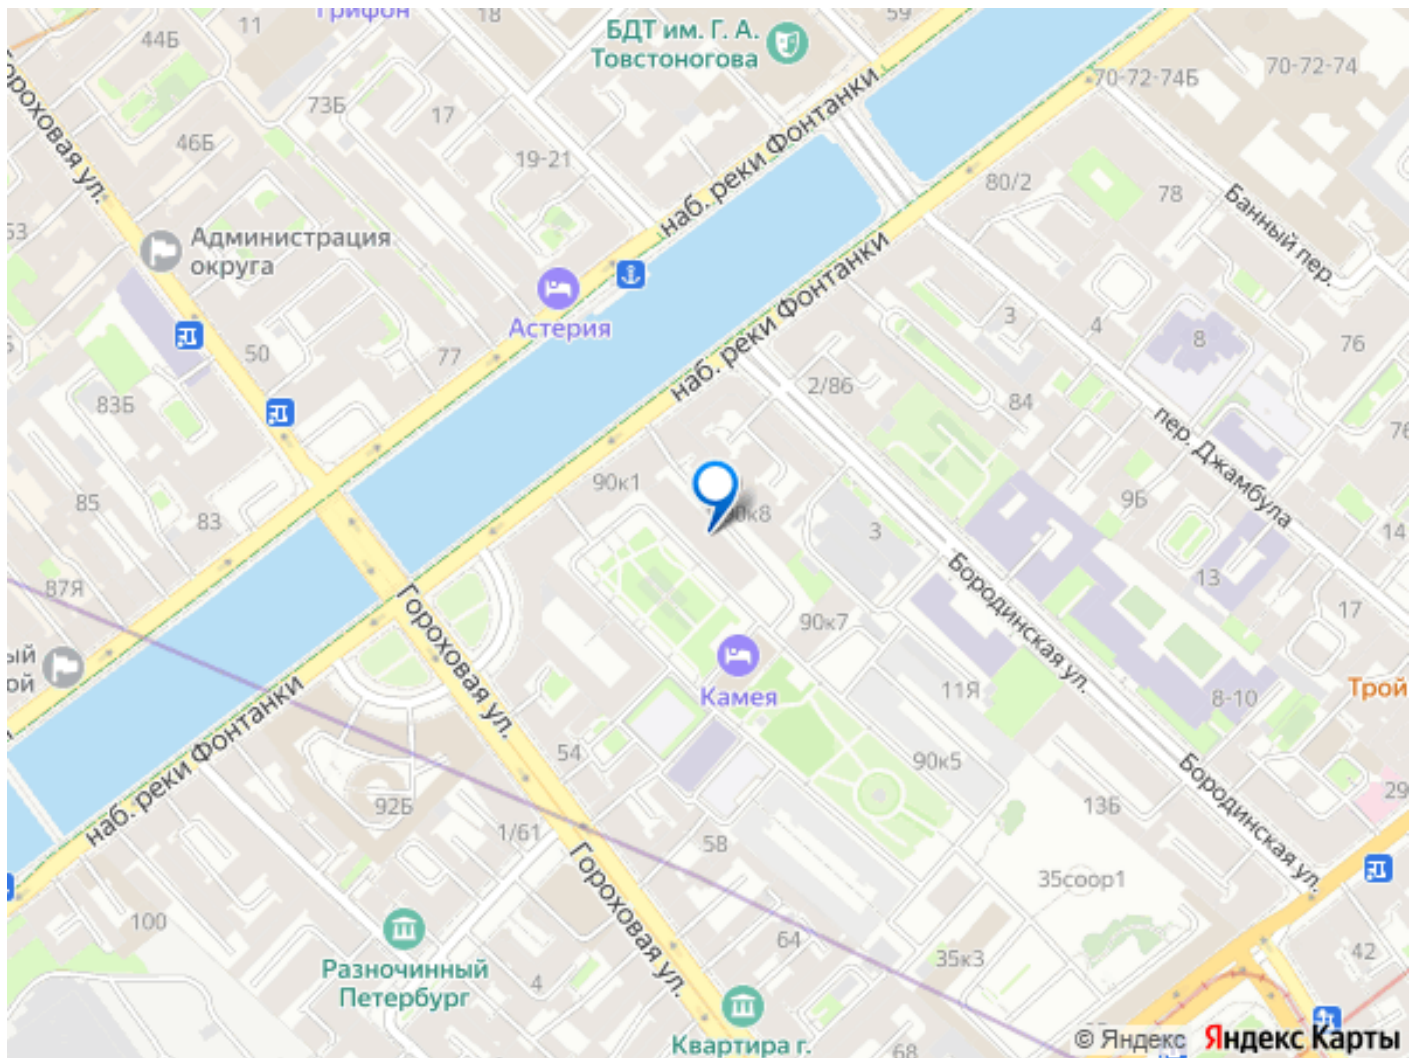 Грифон
18
БДТ им. Г. А.
Товстоногова
59
11
44Б
Гороховая ул.
73Б
17
46Б
19-21
наб. реки Фонтанки
70-72-74Б
70-72-74
80/2
78
Банный пер.
53
Администрация
округа
Астерия
наб. реки Фонтанки
3
4
8
76
50
77
2/86
84
83Б
пер. Джамбула
85
83
90к1
90к8
3
9Б
14
87Я
Гороховая ул.
Бородинская ул.
13
17
90к7
Камея
11Я
8-10
Трой
наб. реки Фонтанки
54
90к5
Бородинская ул.
92Б
1/61
58
13Б
29
Гороховая ул.
35соор1
100
64
35к3
42
Разночинный
Петербург
4
Квартира г.
68
© Яндекс Яндекс Карты